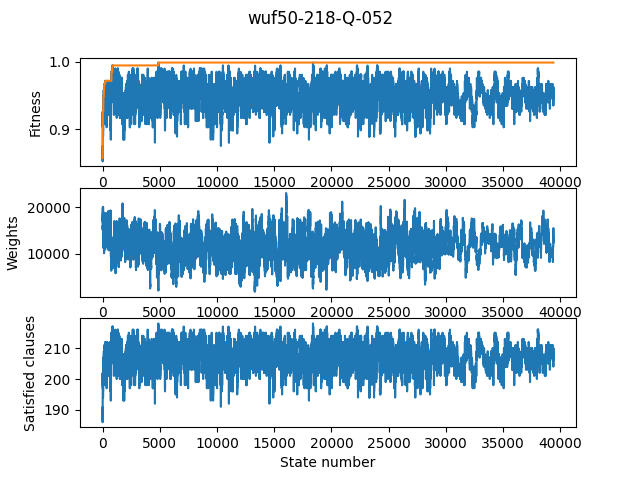 wuf50-218-Q-052
1.0
0.9
Fitness
0 5000 10000 15000 20000 25000 30000 35000 40000
20000
10000
Weights
0 5000 10000 15000 20000 25000 30000 35000 40000
210
200
190
Satisfied clauses
0 5000 10000 15000 20000 25000 30000 35000 40000
State number